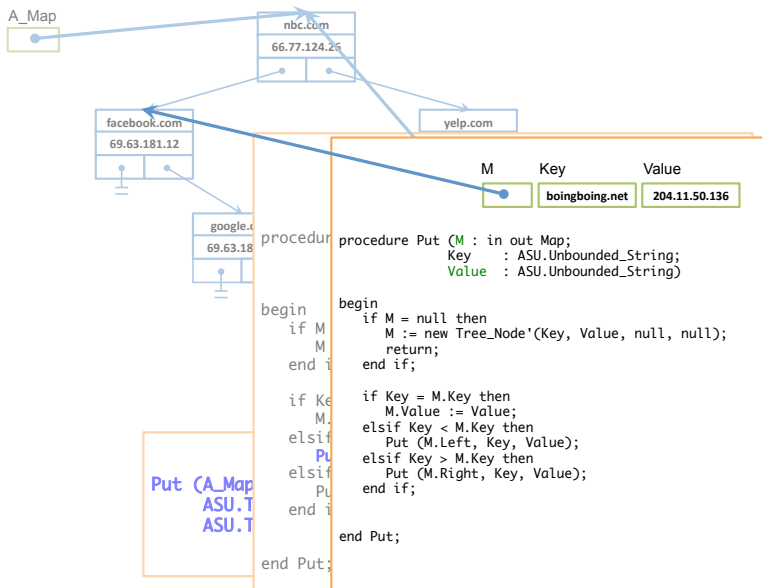 A_Map
nbc.com
66.77.124.26
facebook.com
69.63.181.12
yelp.com
M Key Value
boingboing.net 204.11.50.136
google.c
69.63.18
procedur
begin
if M
M
end i
if Ke
M.
elsif
Pu
elsif
Pu
end i
end Put;
Put (A_Map
ASU.T
ASU.T
procedure Put (M : in out Map;
Key : ASU.Unbounded_String;
Value : ASU.Unbounded_String)
begin
if M = null then
M := new Tree_Node'(Key, Value, null, null);
return;
end if;
if Key = M.Key then
M.Value := Value;
elsif Key < M.Key then
Put (M.Left, Key, Value);
elsif Key > M.Key then
Put (M.Right, Key, Value);
end if;
end Put;